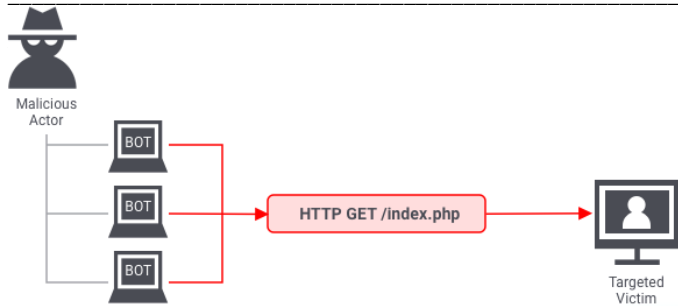 Malicious
Actor
BOT
BOT
HTTP GET /index.php
BOT
Targeted
Victim